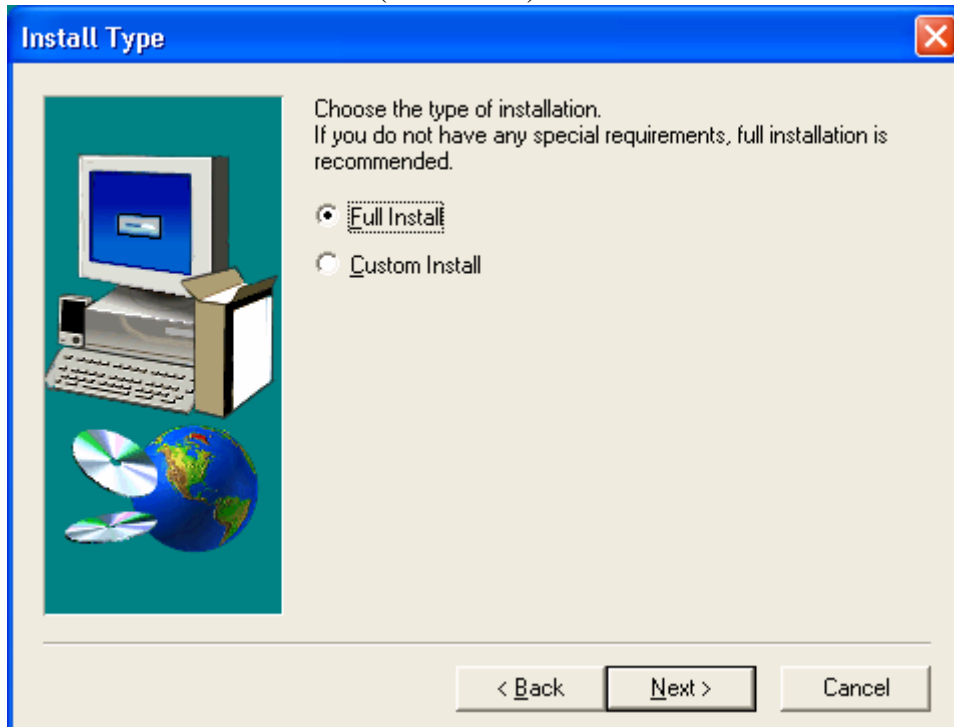 Install Type
Choose the type of installation.
If you do not have any special requirements, full installation is
recommended.
Full Install
Custom Install
< Back
Next >
Cancel